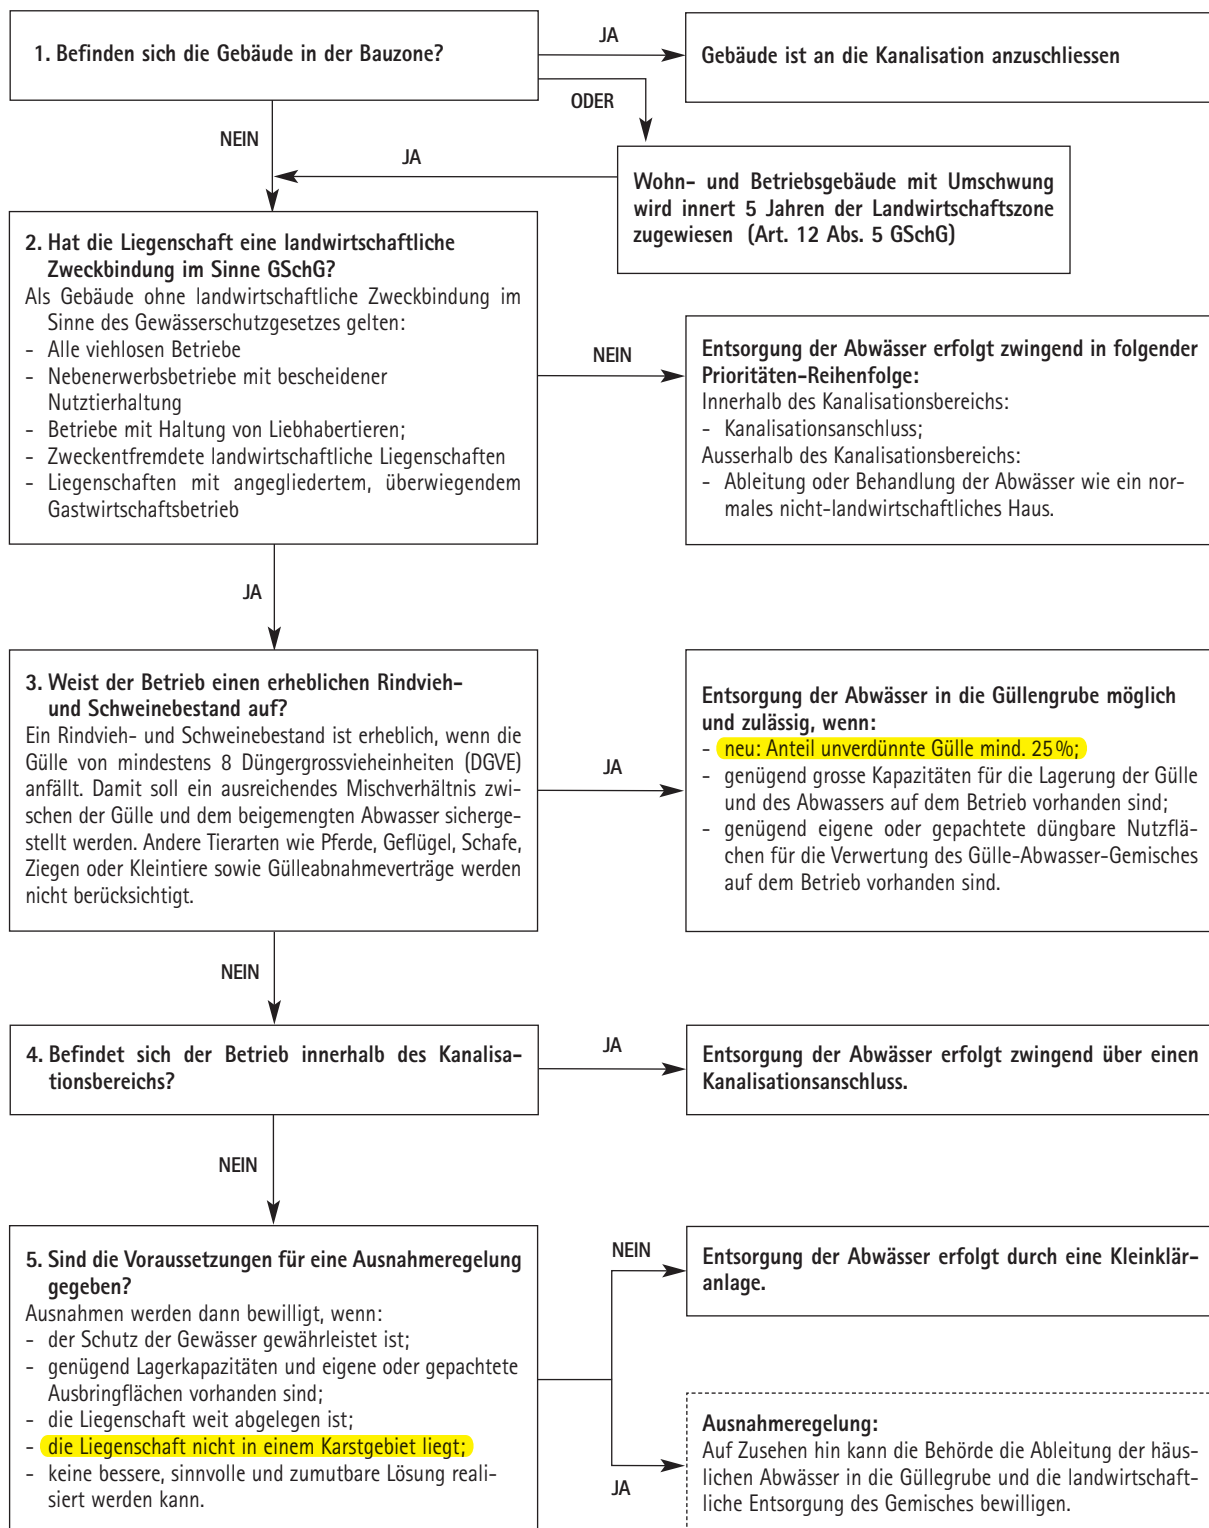 1. Befinden sich die Gebäude in der Bauzone?
JA
Gebäude ist an die Kanalisation anzuschliessen
ODER
NEIN
JA
Wohn- und Betriebsgebäude mit Umschwung
wird innert 5 Jahren der Landwirtschaftszone
zugewiesen (Art. 12 Abs. 5 GSchG)
2. Hat die Liegenschaft eine landwirtschaftliche
Zweckbindung im Sinne GSchG?
Als Gebäude ohne landwirtschaftliche Zweckbindung im
Sinne des Gewässerschutzgesetzes gelten:
- Alle viehlosen Betriebe
- Nebenerwerbsbetriebe mit bescheidener
Nutztierhaltung
- Betriebe mit Haltung von Liebhabertieren;
- Zweckentfremdete landwirtschaftliche Liegenschaften
- Liegenschaften mit angegliedertem, überwiegendem
Gastwirtschaftsbetrieb
NEIN
Entsorgung der Abwässer erfolgt zwingend in folgender
Prioritäten-Reihenfolge:
Innerhalb des Kanalisationsbereichs:
- Kanalisationsanschluss;
Ausserhalb des Kanalisationsbereichs:
- Ableitung oder Behandlung der Abwässer wie ein nor-
males nicht-landwirtschaftliches Haus.
JA
3. Weist der Betrieb einen erheblichen Rindvieh-
und Schweinebestand auf?
Ein Rindvieh- und Schweinebestand ist erheblich, wenn die
Gülle von mindestens 8 Düngergrossvieheinheiten (DGVE)
anfällt. Damit soll ein ausreichendes Mischverhältnis zwi-
schen der Gülle und dem beigemengten Abwasser sicherge-
stellt werden. Andere Tierarten wie Pferde, Geflügel, Schafe,
Ziegen oder Kleintiere sowie Gülleabnahmeverträge werden
nicht berücksichtigt.
JA
Entsorgung der Abwässer in die Güllengrube möglich
und zulässig, wenn:
- neu: Anteil unverdünnte Gülle mind. 25%;
- genügend grosse Kapazitäten für die Lagerung der Gülle
und des Abwassers auf dem Betrieb vorhanden sind;
- genügend eigene oder gepachtete düngbare Nutzflä-
chen für die Verwertung des Gülle-Abwasser-Gemisches
auf dem Betrieb vorhanden sind.
NEIN
4. Befindet sich der Betrieb innerhalb des Kanalisa-
tionsbereichs?
JA
Entsorgung der Abwässer erfolgt zwingend über einen
Kanalisationsanschluss.
NEIN
5. Sind die Voraussetzungen für eine Ausnahmeregelung
gegeben?
Ausnahmen werden dann bewilligt, wenn:
- der Schutz der Gewässer gewährleistet ist;
- genügend Lagerkapazitäten und eigene oder gepachtete
Ausbringflächen vorhanden sind;
- die Liegenschaft weit abgelegen ist;
- die Liegenschaft nicht in einem Karstgebiet liegt;
- keine bessere, sinnvolle und zumutbare Lösung reali-
siert werden kann.
NEIN
Entsorgung der Abwässer erfolgt durch eine Kleinklär-
anlage.
JA
Ausnahmeregelung:
Auf Zusehen hin kann die Behörde die Ableitung der häus-
lichen Abwässer in die Güllegrube und die landwirtschaft-
liche Entsorgung des Gemisches bewilligen.